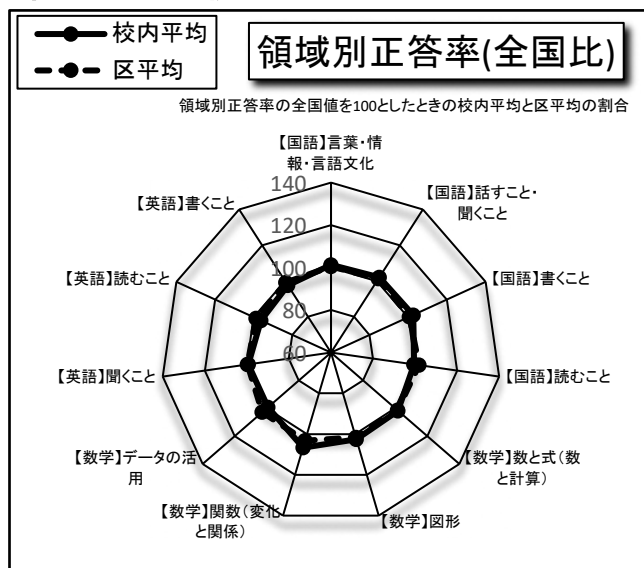 校内平均
区平均
領域別正答率(全国比)
領域別正答率の全国値を100としたときの校内平均と区平均の割合
【国語】言葉・情
報・言語文化
【国語】話すこと・
聞くこと
【国語】書くこと
【国語】読むこと
【数学】数と式(数
と計算)
【数学】図形
【数学】関数(変化
と関係)
【数学】データの活
用
【英語】聞くこと
【英語】読むこと
【英語】書くこと
140
120
100
80
60